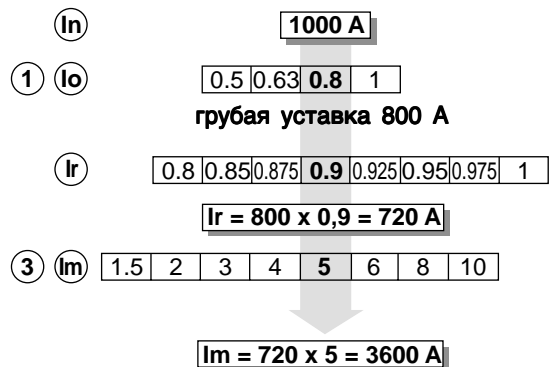 In 1000 A
1 Io 0.5 0.63 0.8 1
грубая уставка 800 А
Ir 0.8 0.85 0.875 0.9 0.925 0.95 0.975 1
Ir = 800 x 0,9 = 720 A
3 Im 1.5 2 3 4 5 6 8 10
Im = 720 x 5 = 3600 A